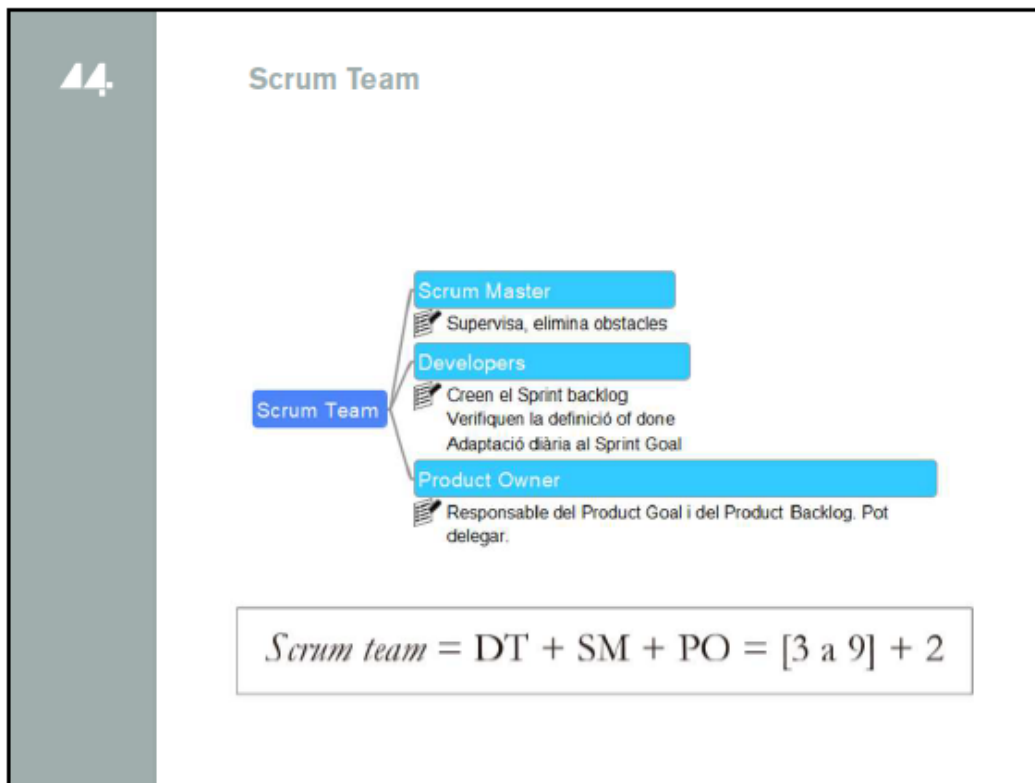 44.
Scrum Team
Scrum Master
Supervisa, elimina obstacles
Developers
Creen el Sprint backlog
Verifiquen la definició of done
Adaptació diària al Sprint Goal
Scrum Team
Product Owner
Responsable del Product Goal i del Product Backlog. Pot
delegar.
Scrum team = DT + SM + PO = [3 a 9] + 2